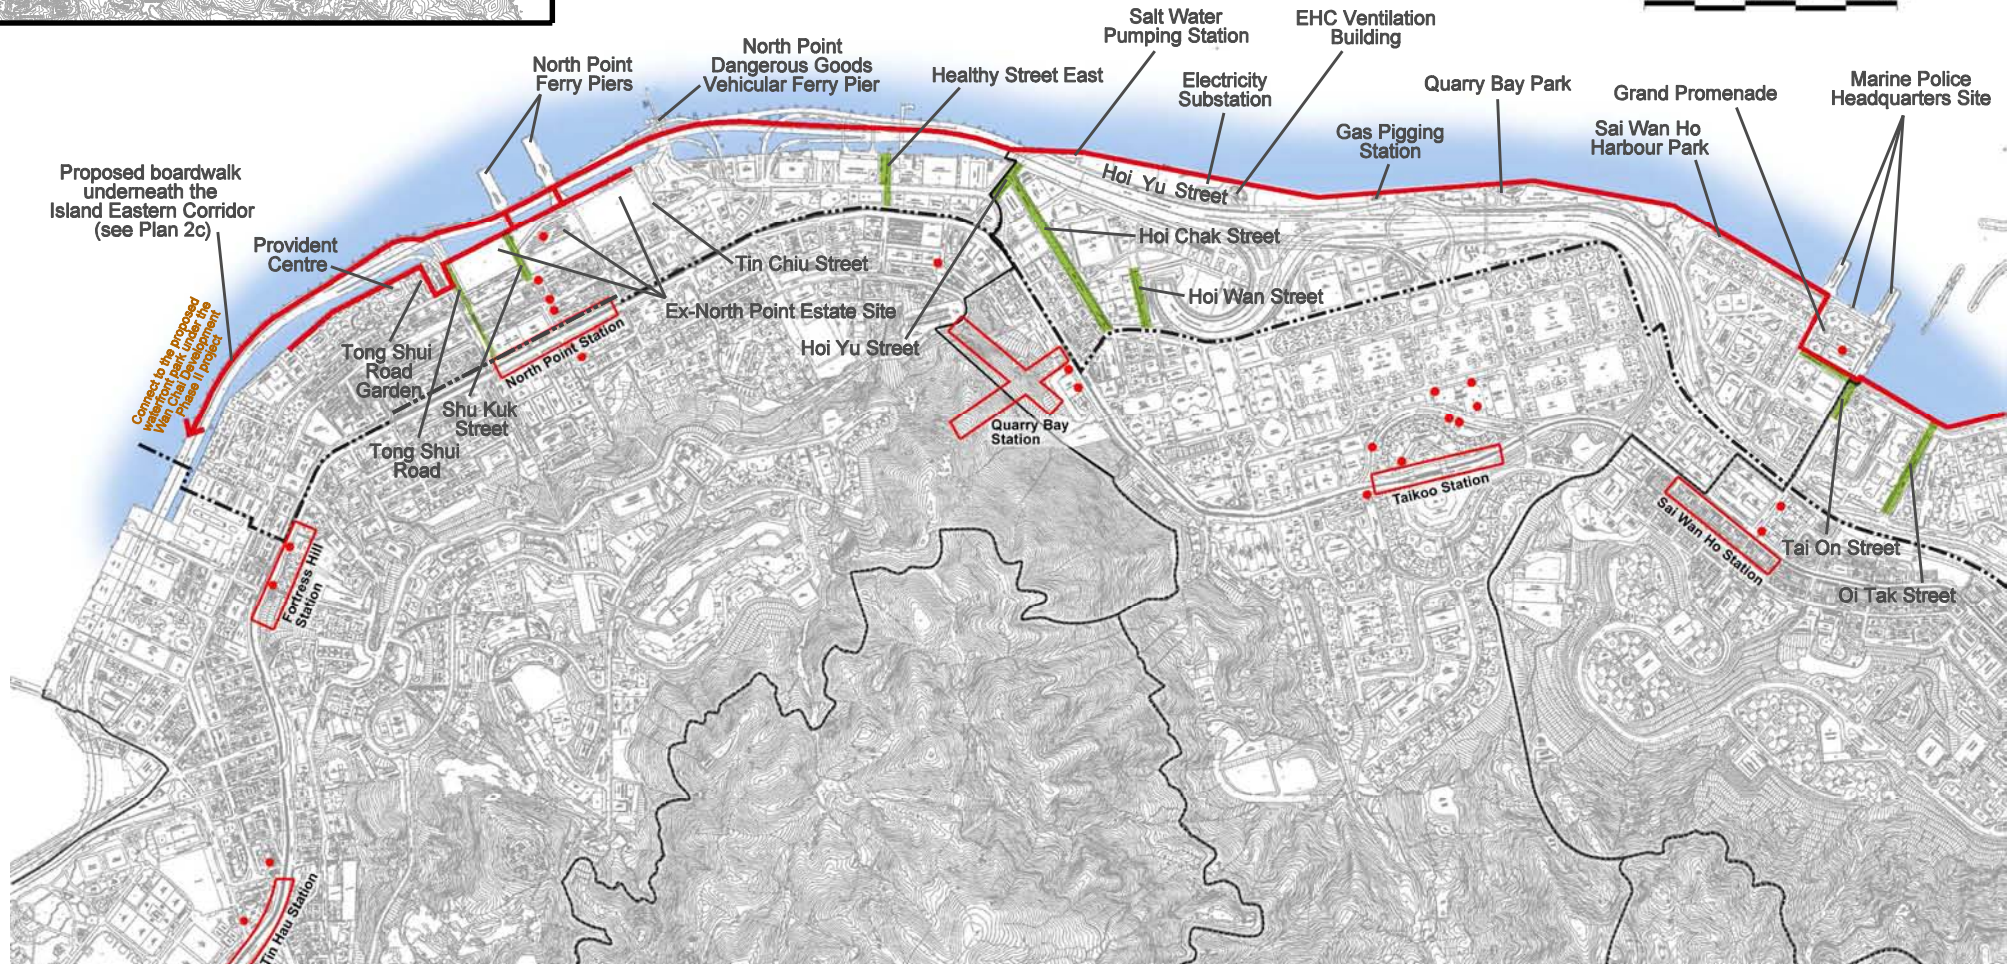 Salt Water
Pumping Station
EHC Ventilation
Building
North Point
Ferry Piers
North Point
Dangerous Goods
Vehicular Ferry Pier
Healthy Street East
Electricity
Substation
Quarry Bay Park
Grand Promenade
Marine Police
Headquarters Site
Gas Pigging
Station
Sai Wan Ho
Harbour Park
Proposed boardwalk
underneath the
Island Eastern Corridor
(see Plan 2c)
Provident
Centre
Hoi Yu Street
Hoi Chak Street
Tin Chiu Street
Hoi Wan Street
Ex-North Point Estate Site
Hoi Yu Street
Connect to the proposed
waterfront park under the
Wan Chai Development
Phase II project
Tong Shui
Road
Garden
North Point Station
Shu Kuk
Street
Tong Shui
Road
Quarry Bay
Station
Taikoo Station
Sai Wan Ho Station
Tai On Street
Oi Tak Street
Fortress Hill
Station
Tin Hau Station